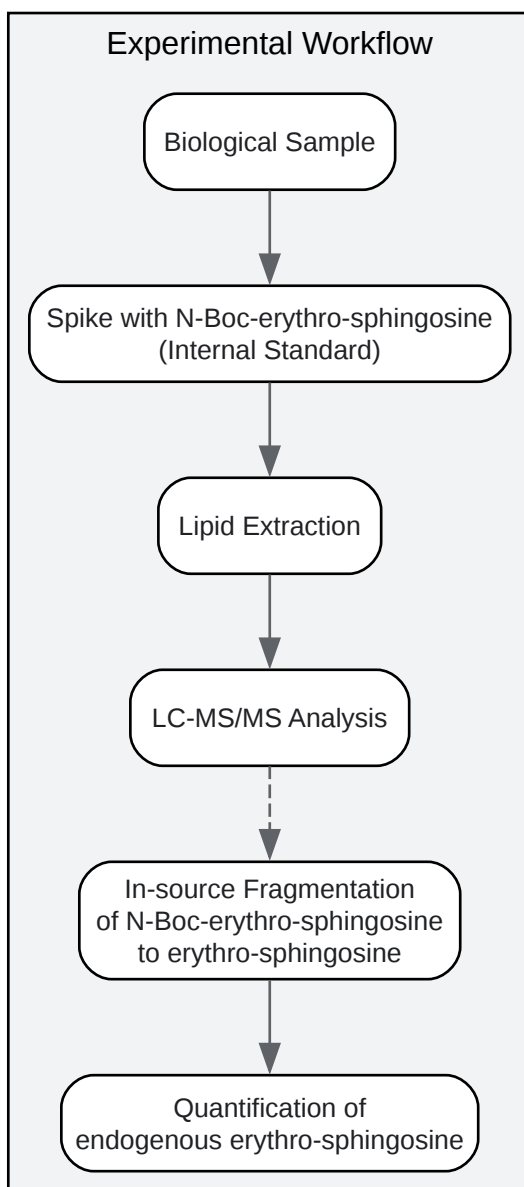 Experimental Workflow
Biological Sample
Spike with N-Boc-erythro-sphingosine
(Internal Standard)
Lipid Extraction
LC-MS/MS Analysis
In-source Fragmentation
of N-Boc-erythro-sphingosine
to erythro-sphingosine
Quantification of
endogenous erythro-sphingosine